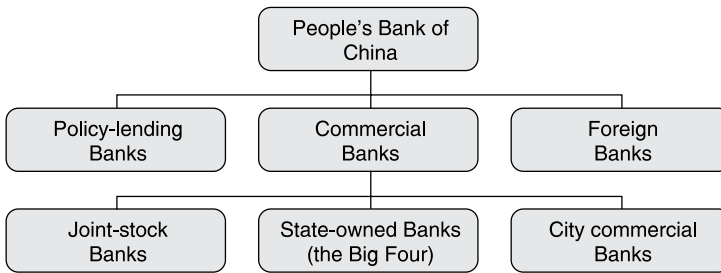 People's Bank of
China
Policy-lending
Banks
Commercial
Banks
Foreign
Banks
Joint-stock
Banks
State-owned Banks
(the Big Four)
City commercial
Banks